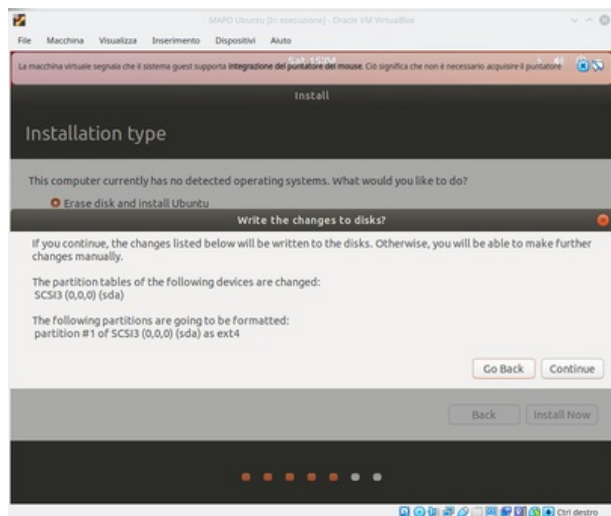 MAPD Ubuntu [In esecuzione] - Oracle VM VirtualBox
File Macchina Visualizza Inserimento Dispositivi Aiuto
Sat 15:04
La macchina virtuale segnala che il sistema guest supporta integrazione del puntatore del mouse. Ciò significa che non è necessario acquisire il puntatore
Install
Installation type
This computer currently has no detected operating systems. What would you like to do?
Erase disk and install Ubuntu
Write the changes to disks?
If you continue, the changes listed below will be written to the disks. Otherwise, you will be able to make further
changes manually.
The partition tables of the following devices are changed:
SCSI3 (0,0,0) (sda)
The following partitions are going to be formatted:
partition #1 of SCSI3 (0,0,0) (sda) as ext4
Go Back Continue
Back Install Now
Ctrl destro